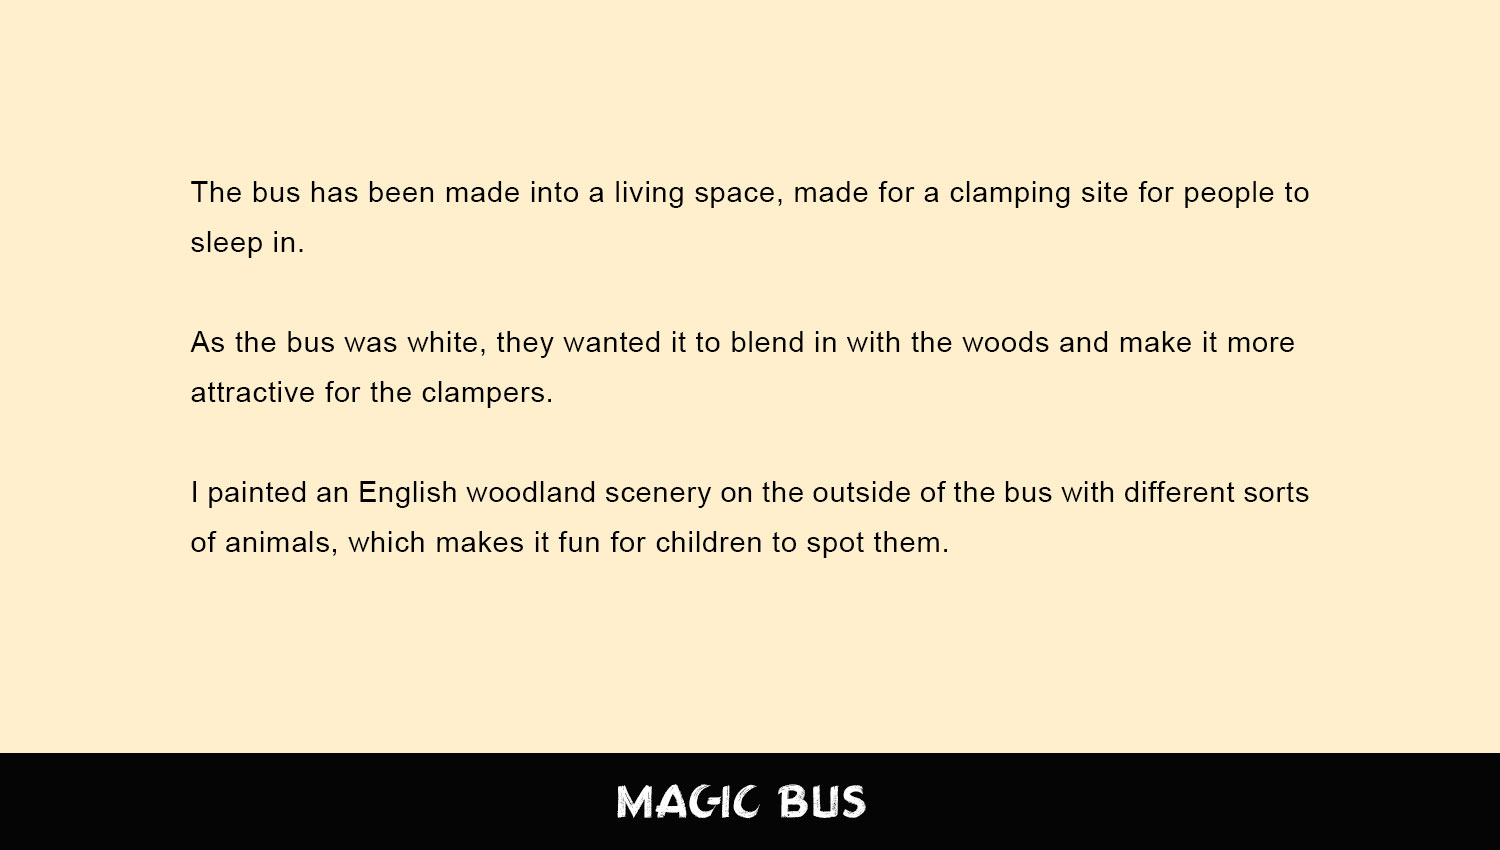 The bus has been made into a living space, made for a clamping site for people to
sleep in.
As the bus was white, they wanted it to blend in with the woods and make it more
attractive for the clampers.
I painted an English woodland scenery on the outside of the bus with different sorts
of animals, which makes it fun for children to spot them.
MAGIC BUS